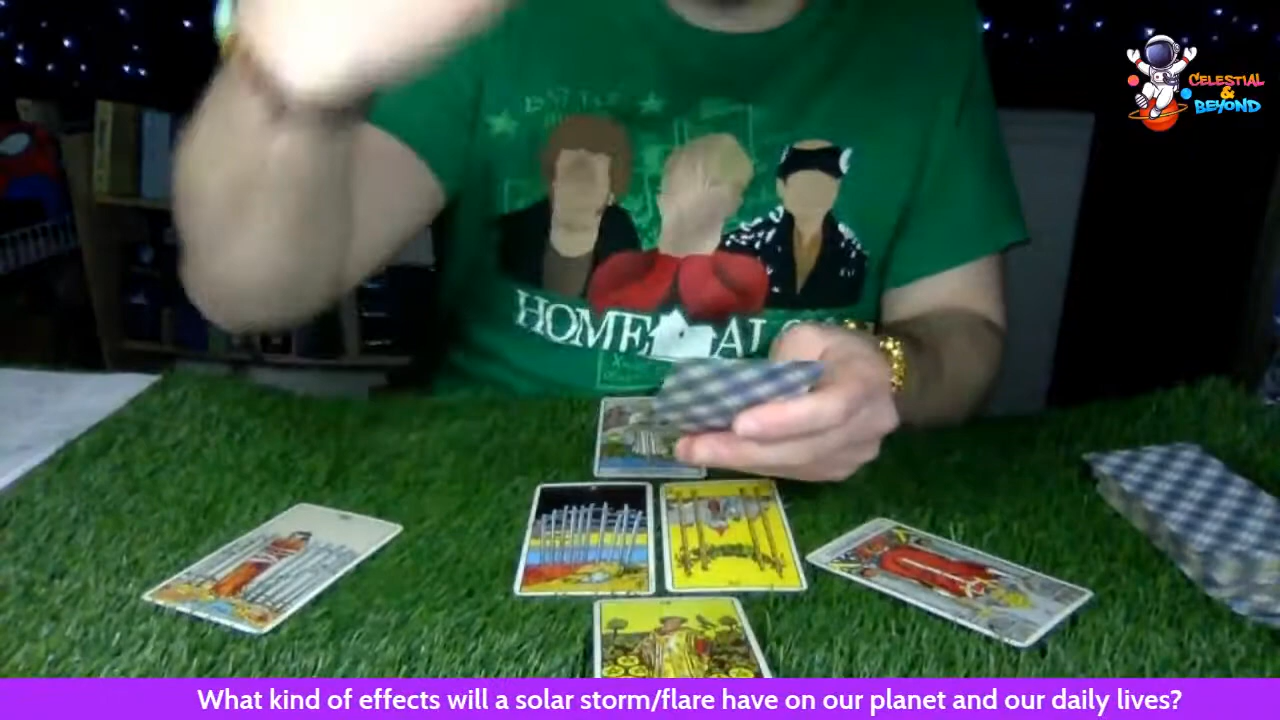 CELESTIAL
&
BEYOND
HOME ALONE
What kind of effects will a solar storm/flare have on our planet and our daily lives?